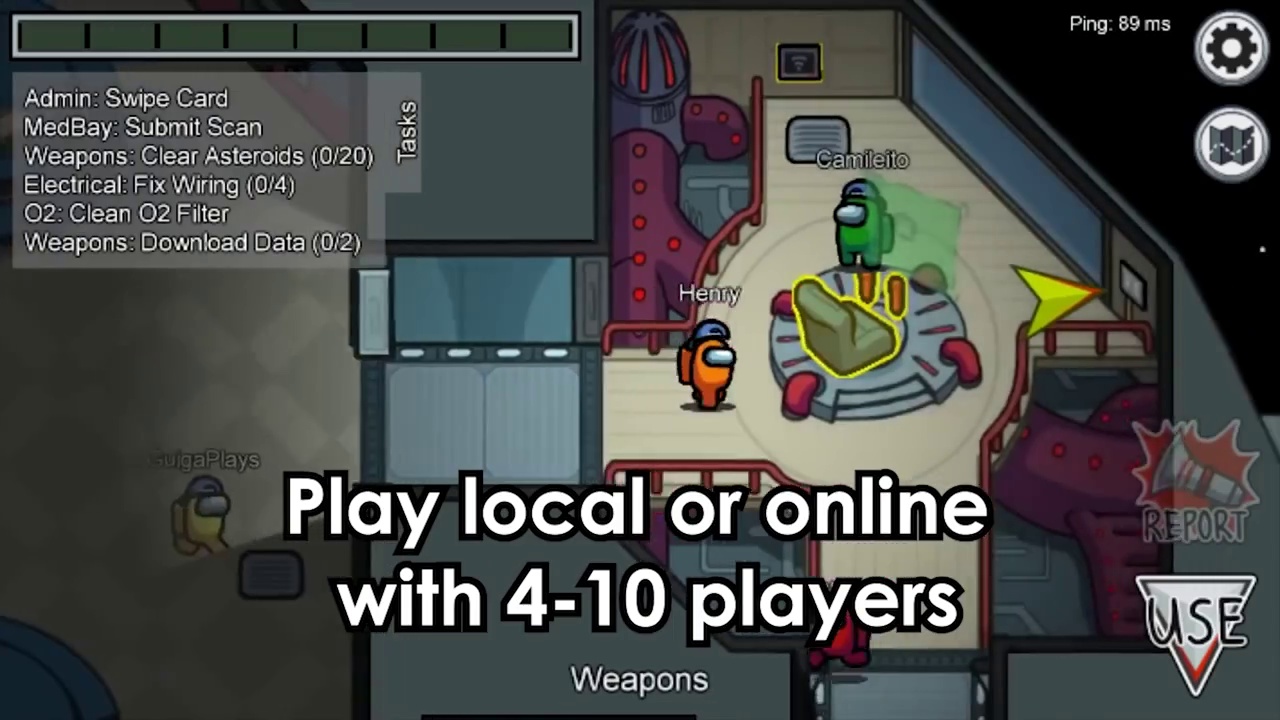 Ping: 89 ms
Admin: Swipe Card
MedBay: Submit Scan
Weapons: Clear Asteroids (0/20)
Electrical: Fix Wiring (0/4)
O2: Clean O2 Filter
Weapons: Download Data (0/2)
Tasks
Camileito
Henry
GuigaPlays
Play local or online
with 4-10 players
REPORT
USE
Weapons